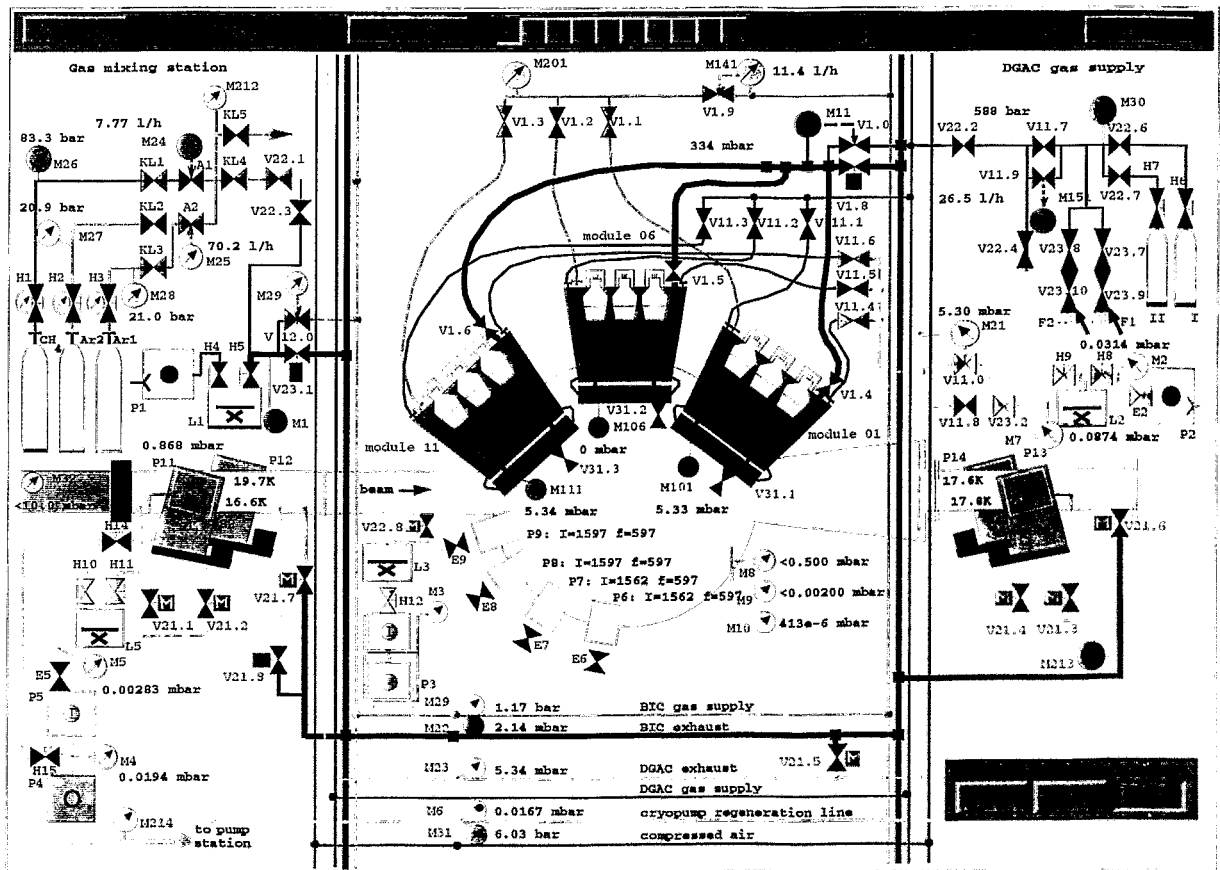 Gas mixing station
M212
KL5
7.77 l/h
83.3 bar
M24
M26
KL1
A1
KL4
V22.1
20.9 bar
KL2
A2
V22.3
M27
KL3
70.2 l/h
M25
M29
H1
H2
H3
M28
21.0 bar
CH4
Ar2
Ar1
H4
H5
12.0
V23.1
P1
L1
M1
0.868 mbar
P11
P12
19.7K
16.6K
H14
H10
H11
V21.7
V21.1
V21.2
L5
M5
E5
V21.9
0.00283 mbar
P5
D
M4
H15
P4
0.0194 mbar
M214
to pump
station
M201
M141
11.4 l/h
V1.3
V1.2
V1.1
V1.9
M11
V1.0
334 mbar
V1.8
V11.3
V11.2
V11.1
module 06
V11.6
V11.5
V11.4
V1.5
V1.6
V1.4
V31.2
M106
module 11
0 mbar
module 01
V31.3
beam
M111
M101
V31.1
5.34 mbar
5.33 mbar
V22.8
M
P9: I=1597 f=597
E9
P8: I=1597 f=597
L3
P7: I=1562 f=597
P6: I=1562 f=597
H12
M3
E8
M8
<0.500 mbar
M9
<0.00200 mbar
M10
413e-6 mbar
E7
E6
D
D
P3
M29
1.17 bar
BIC gas supply
2.14 mbar
BIC exhaust
V21.5
M
M23
5.34 mbar
DGAC exhaust
DGAC gas supply
M6
0.0167 mbar
cryopump regeneration line
M31
6.03 bar
compressed air
DGAC gas supply
588 bar
M30
V22.2
V11.7
V22.6
V11.9
H7
H6
V22.7
26.5 l/h
M15
V22.4
V23.8
V23.7
V23.10
V23.9
F2
F1
II
I
5.30 mbar
M21
0.0314 mbar
V11.0
H9
H8
M2
E2
V11.8
V23.2
L2
P2
M7
0.0874 mbar
P13
P14
17.6K
17.8K
V21.6
V21.4
V21.3
M213